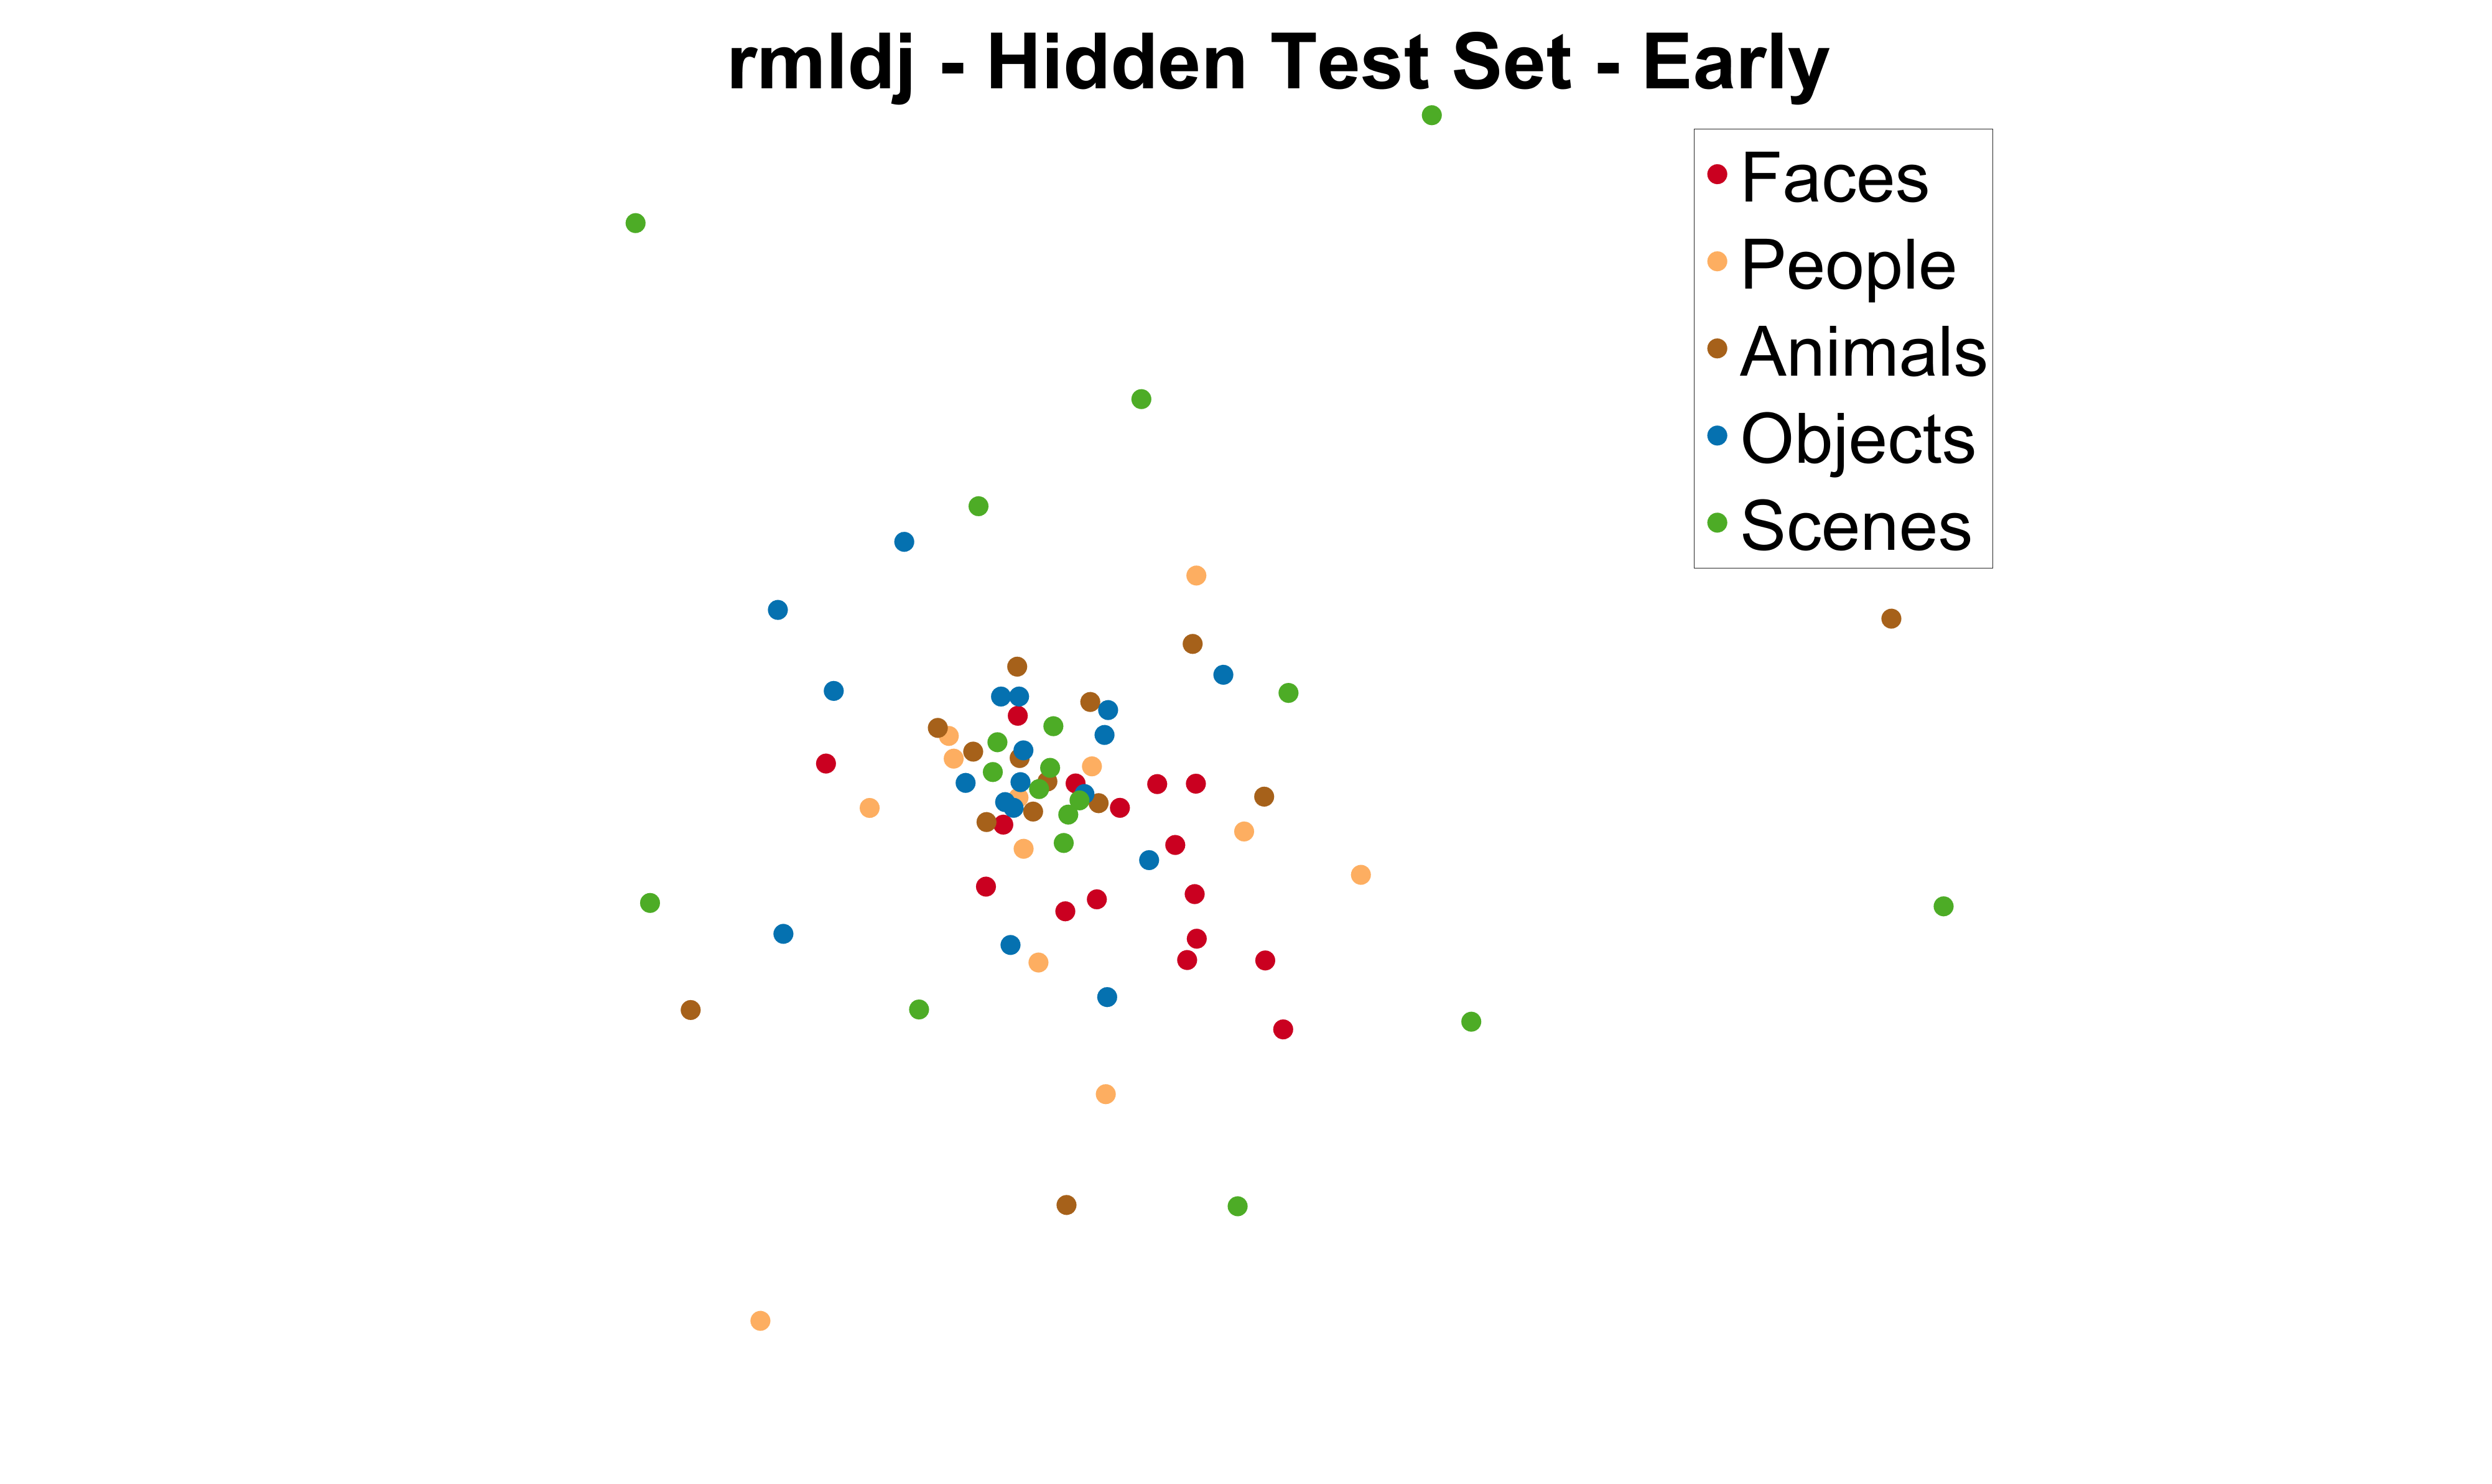 rmldj - Hidden Test Set - Early
Faces
People
Animals
Objects
Scenes